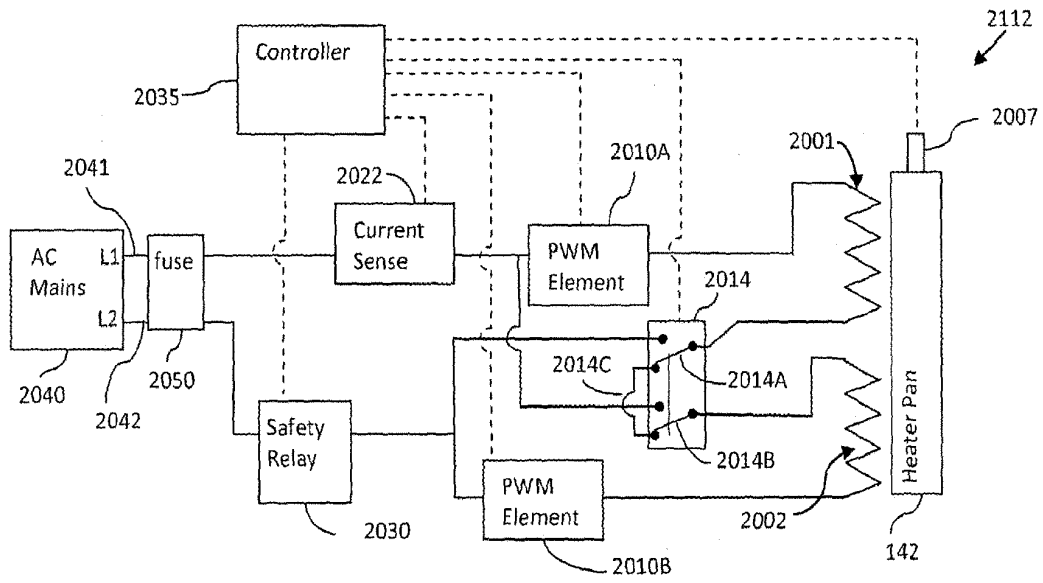 2112
Controller
2035
2007
2001
2010A
2041
2022
AC
Mains
L1
L2
fuse
Current
Sense
PWM
Element
2014
2014C
2014A
2014B
2040
2042
2050
Safety
Relay
2030
PWM
Element
2010B
2002
Heater Pan
142